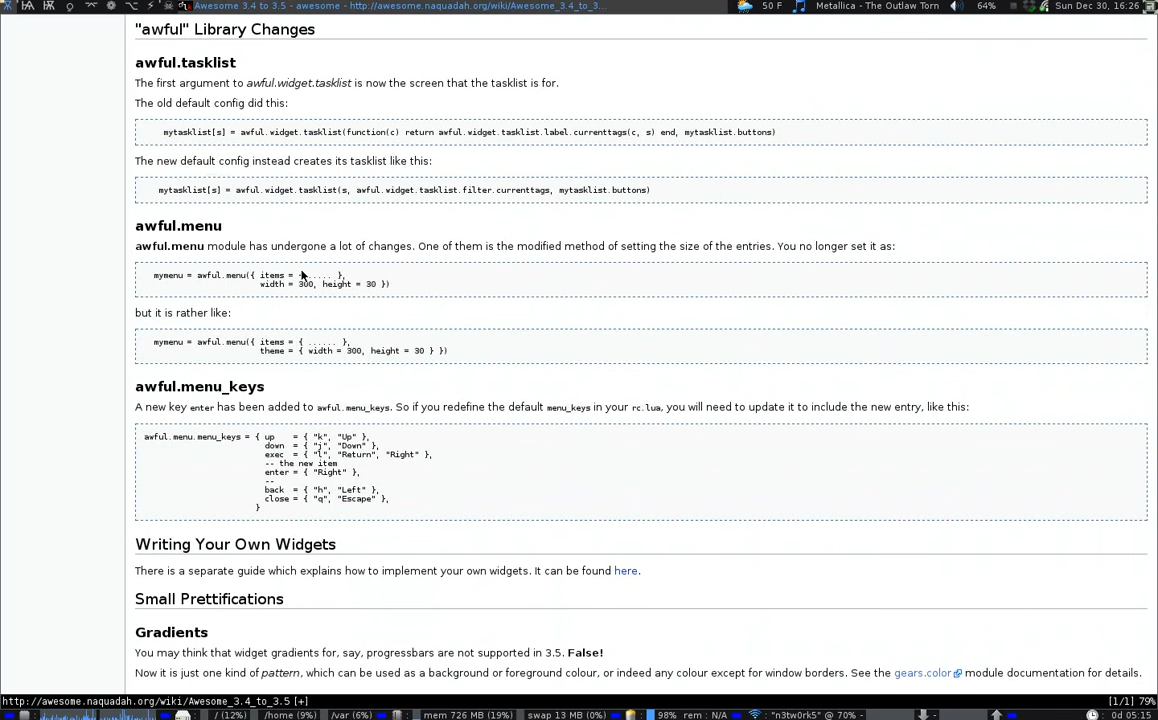 Awesome 3.4 to 3.5 - awesome - http://awesome.naquadah.org/wiki/Awesome_3.4_to_3... 50 F Metallica - The Outlaw Torn 64% Sun Dec 30, 16:26
"awful" Library Changes
awful.tasklist
The first argument to awful.widget.tasklist is now the screen that the tasklist is for.
The old default config did this:
mytasklist[s] = awful.widget.tasklist(function(c) return awful.widget.tasklist.label.currenttags(c, s) end, mytasklist.buttons)
The new default config instead creates its tasklist like this:
mytasklist[s] = awful.widget.tasklist(s, awful.widget.tasklist.filter.currenttags, mytasklist.buttons)
awful.menu
awful.menu module has undergone a lot of changes. One of them is the modified method of setting the size of the entries. You no longer set it as:
mymenu = awful.menu({ items = { ...... },
width = 300, height = 30 })
but it is rather like:
mymenu = awful.menu({ items = { ...... },
theme = { width = 300, height = 30 } })
awful.menu_keys
A new key enter has been added to awful.menu_keys. So if you redefine the default menu_keys in your rc.lua, you will need to update it to include the new entry, like this:
awful.menu.menu_keys = { up = { "k", "Up" },
down = { "j", "Down" },
exec = { "l", "Return", "Right" },
-- the new item
enter = { "Right" },
--
back = { "h", "Left" },
close = { "q", "Escape" },
}
Writing Your Own Widgets
There is a separate guide which explains how to implement your own widgets. It can be found here.
Small Prettifications
Gradients
You may think that widget gradients for, say, progressbars are not supported in 3.5. False!
Now it is just one kind of pattern, which can be used as a background or foreground colour, or indeed any colour except for window borders. See the gears.color module documentation for details.
http://awesome.naquadah.org/wiki/Awesome_3.4_to_3.5 [+] [1/1] 79%
/ (12%) /home (9%) /var (6%) mem 726 MB (19%) swap 13 MB (0%) 98% rem : N/A : "n3tw0rk5" @ 70% - - - 0d 05:15